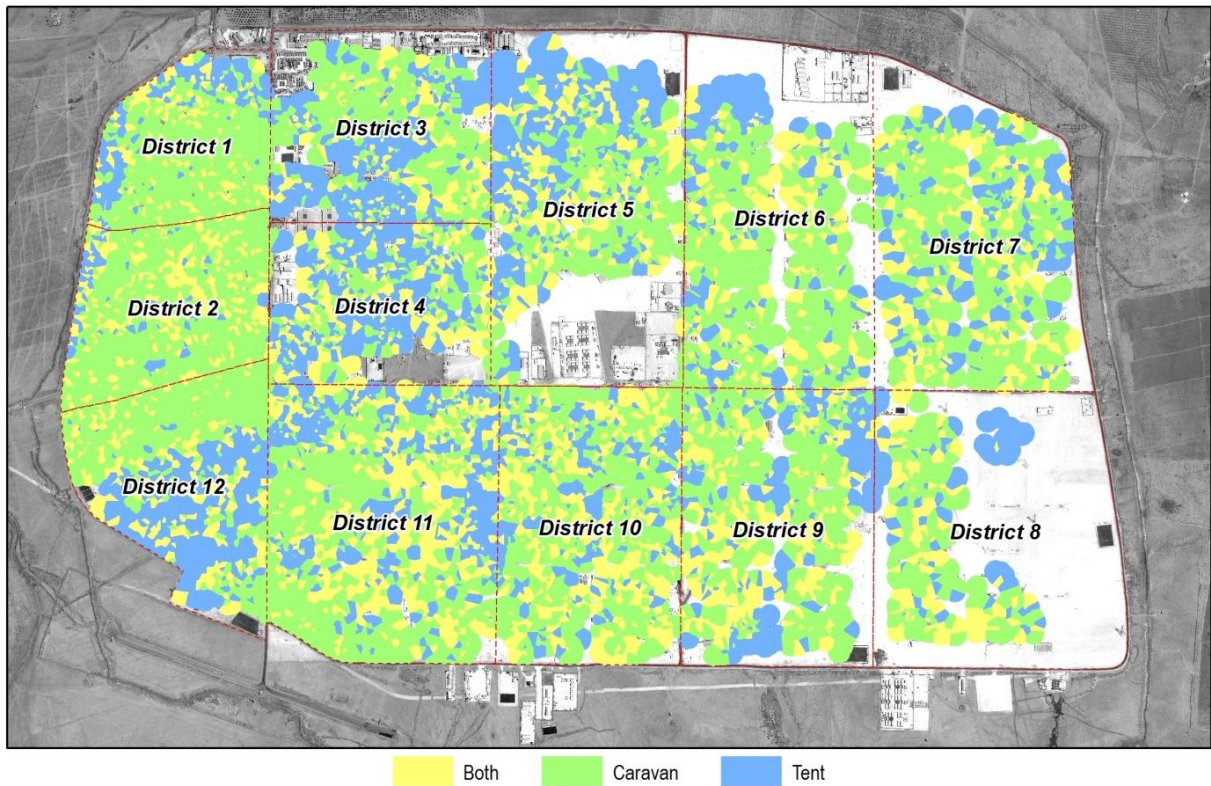 District 1
District 3
District 5
District 6
District 7
District 2
District 4
District 12
District 11
District 10
District 9
District 8
Both
Caravan
Tent